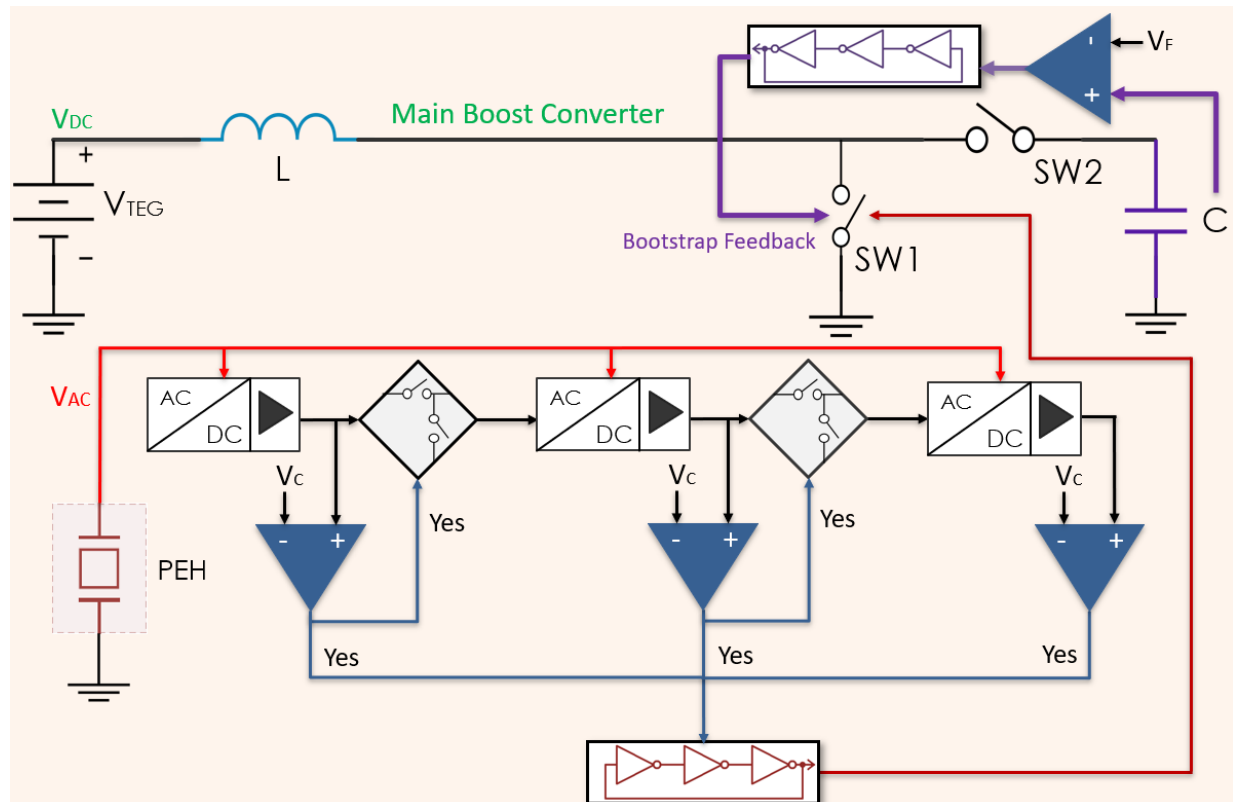 - VF
+
VDC
Main Boost Converter
+
L
SW2
VTEG
C
Bootstrap Feedback
SW1
−
VAC
AC
DC
AC
DC
AC
DC
VC
VC
VC
Yes
Yes
- +
- +
- +
PEH
Yes
Yes
Yes